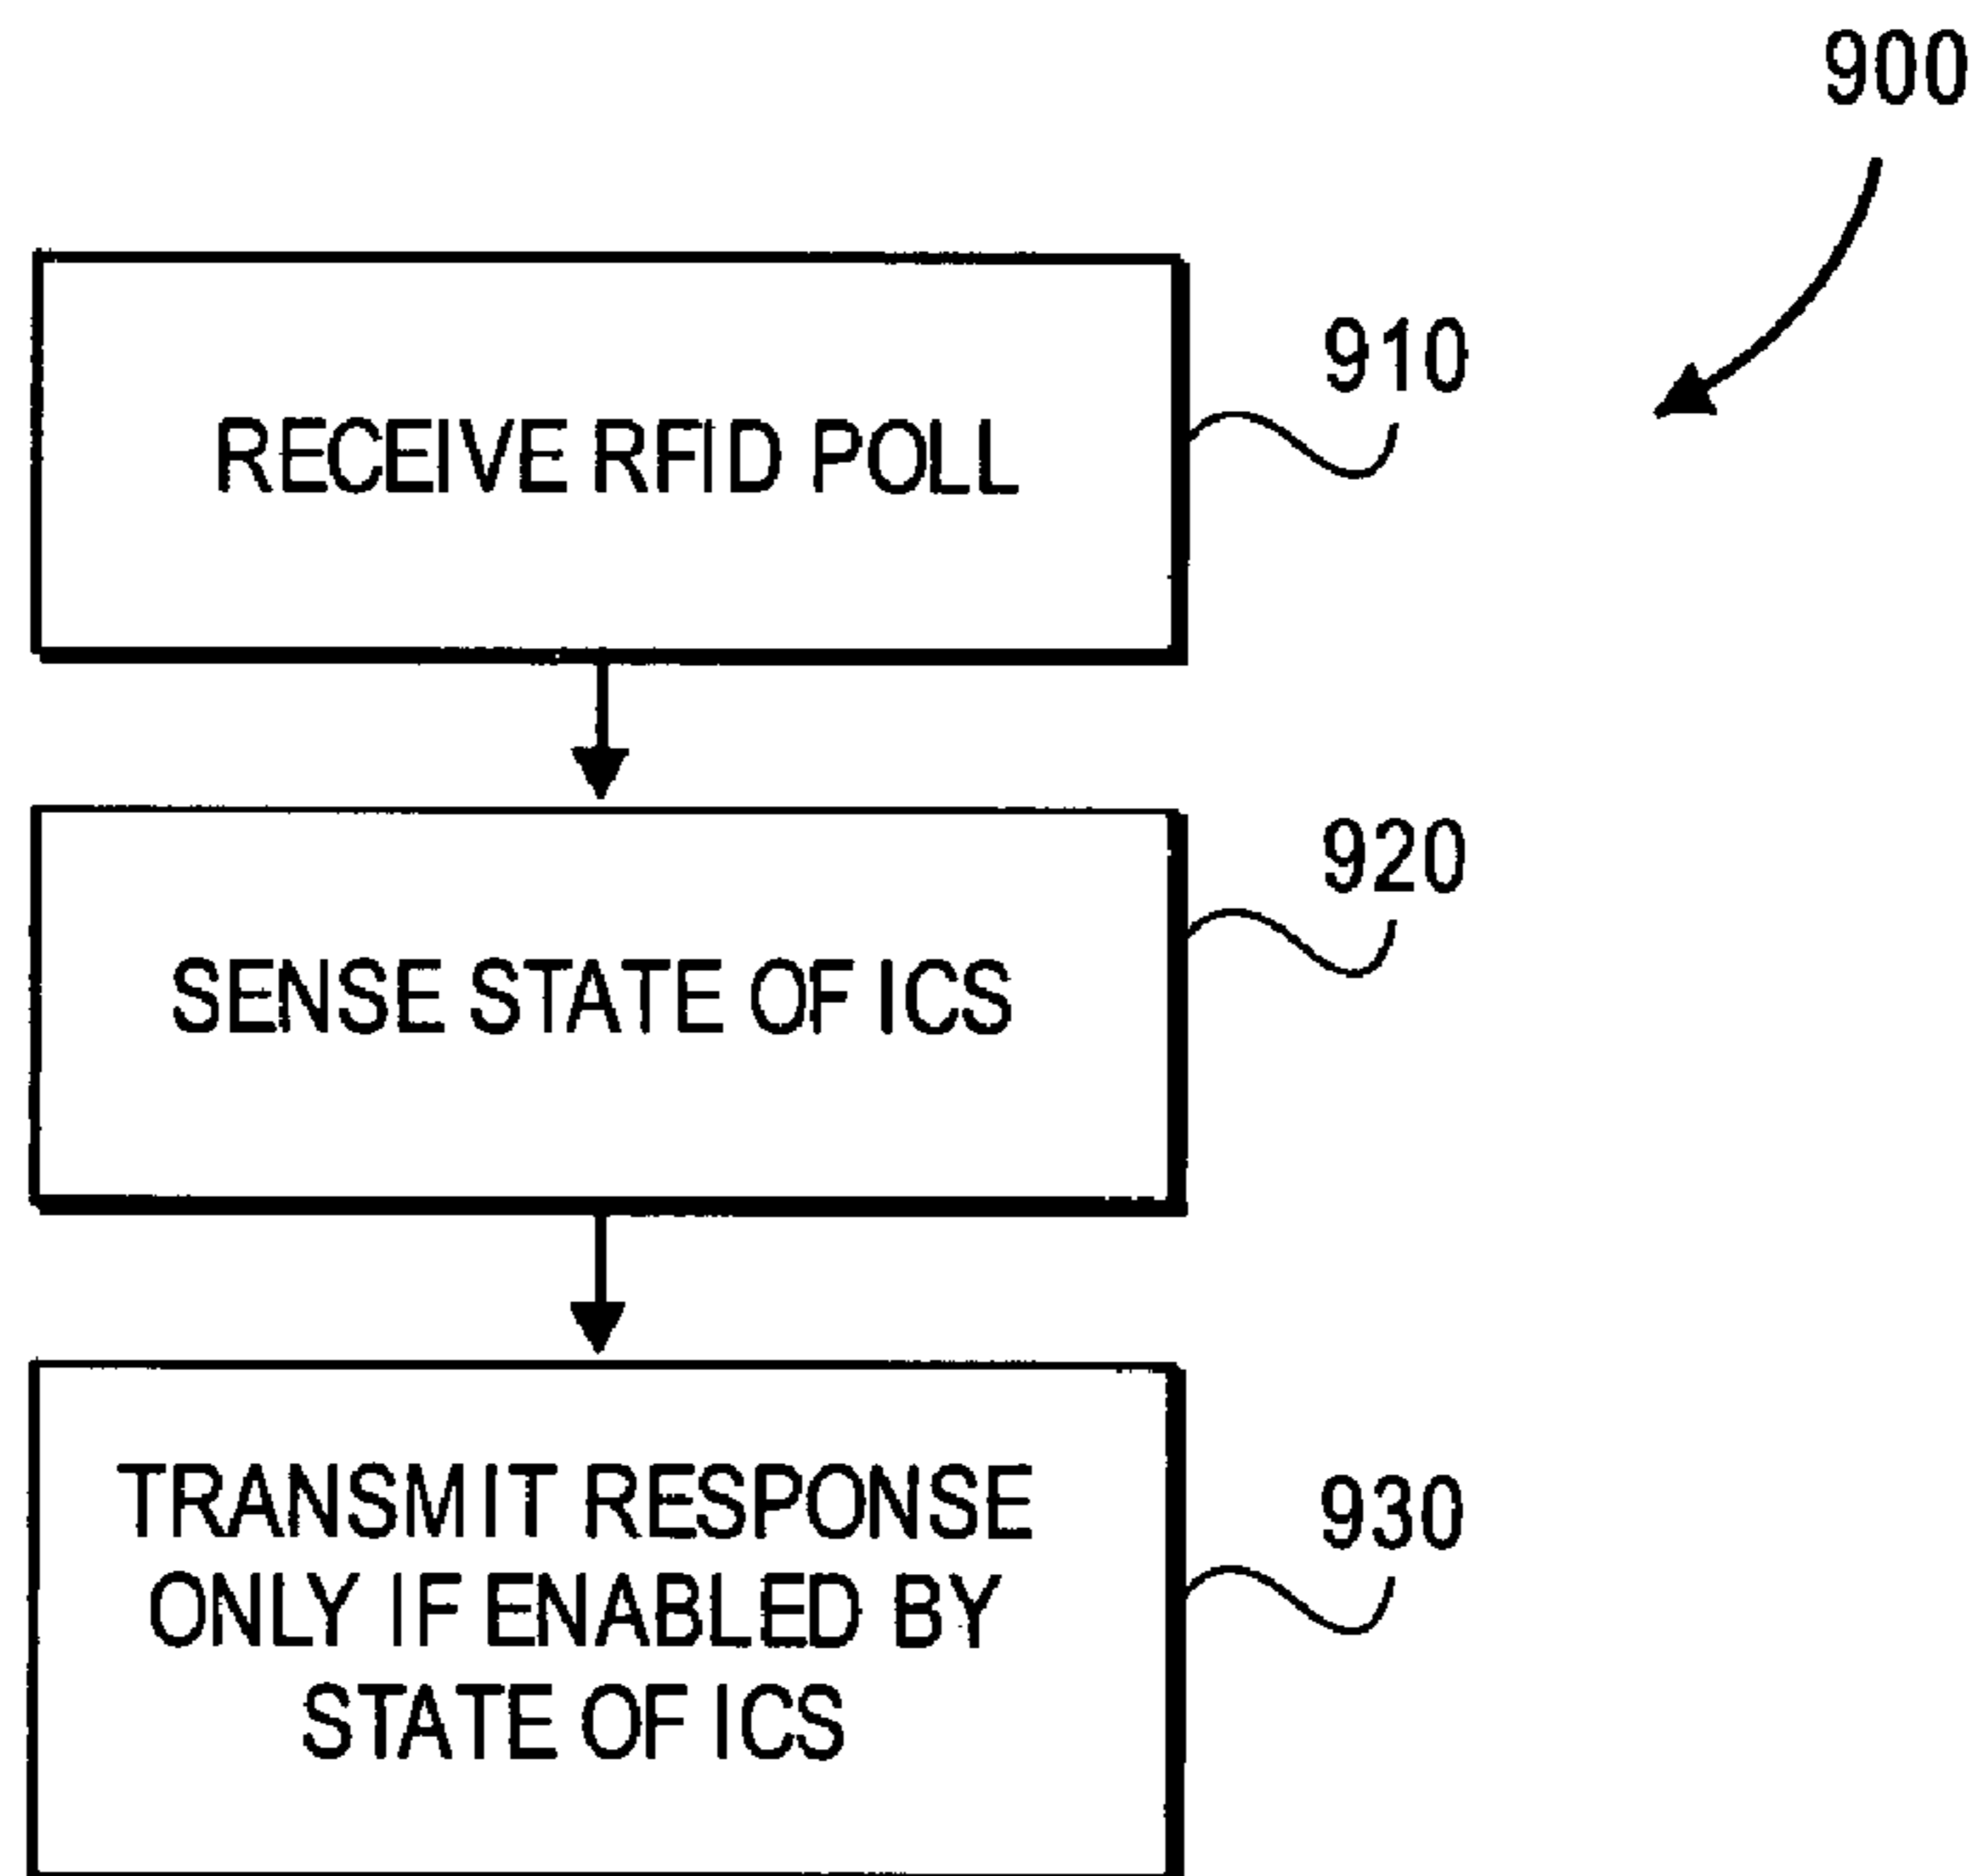 900
910
RECEIVE RFID POLL
920
SENSE STATE OF ICS
930
TRANSMIT RESPONSE
ONLY IF ENABLED BY
STATE OF ICS